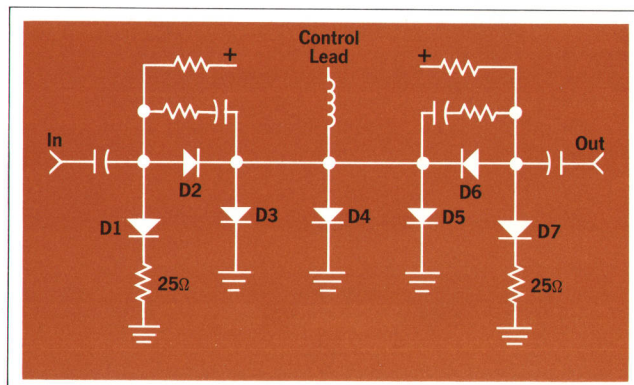 Control
Lead
+
+
In
Out
D2
D6
D1
D3
D4
D5
D7
25Ω
25Ω